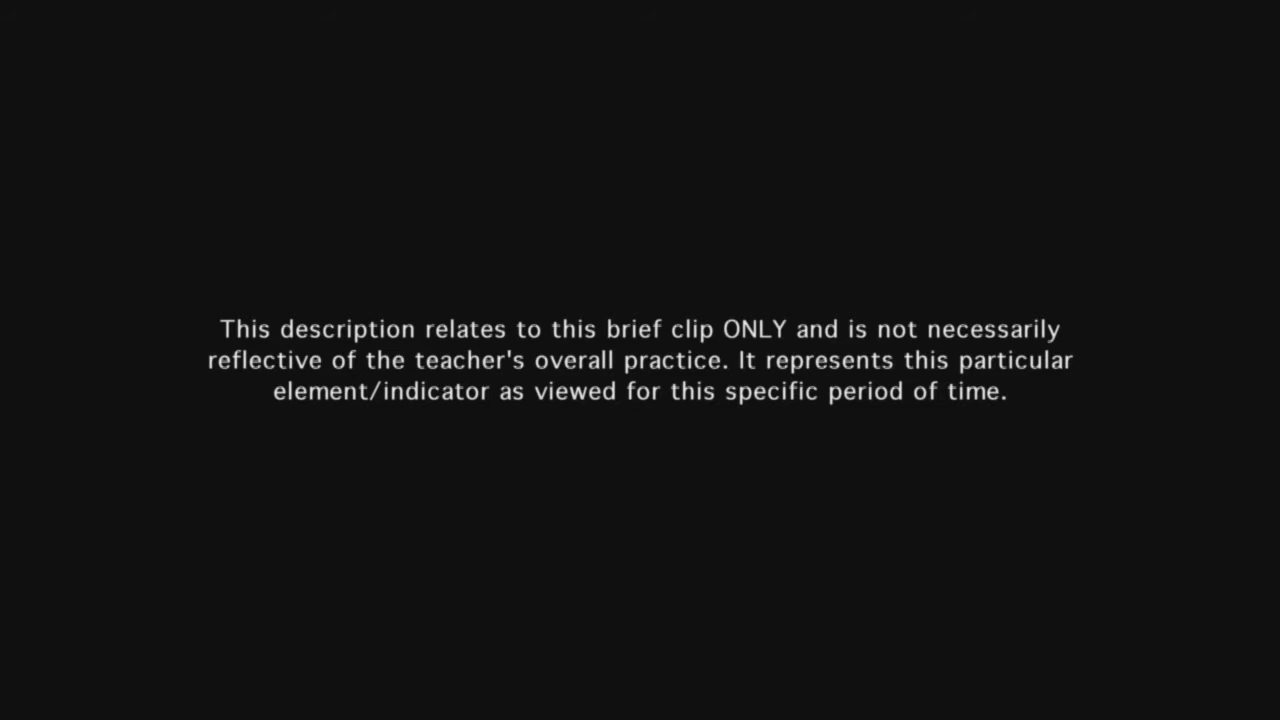 This description relates to this brief clip ONLY and is not necessarily
reflective of the teacher's overall practice. It represents this particular
element/indicator as viewed for this specific period of time.